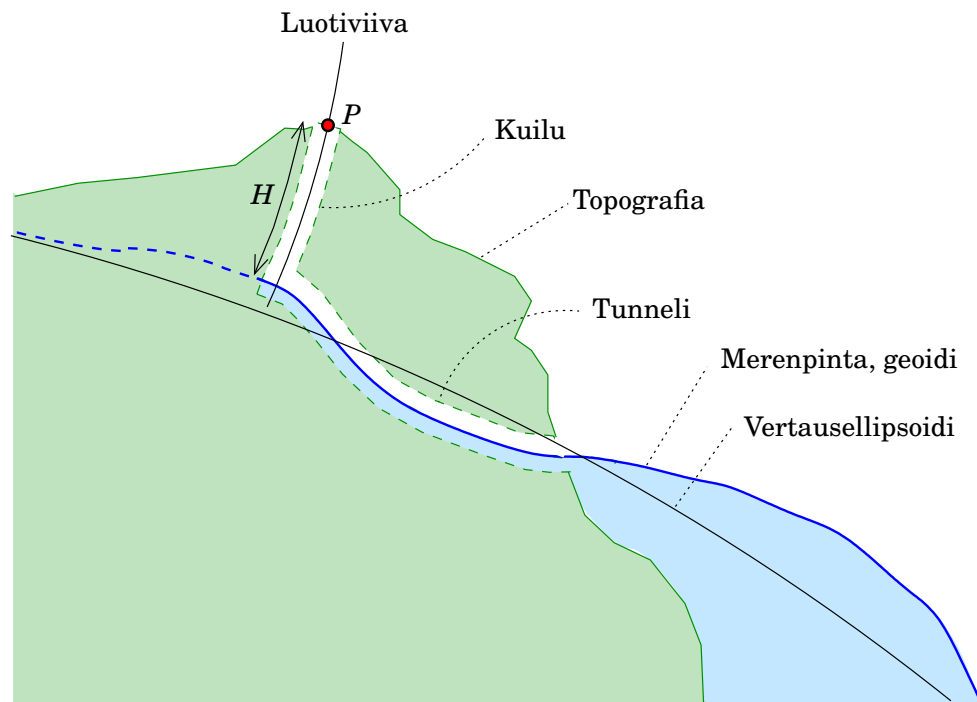 Luotiviiva
P
Kuilu
H
Topografia
Tunneli
Merenpinta, geoidi
Vertausellipsoidi